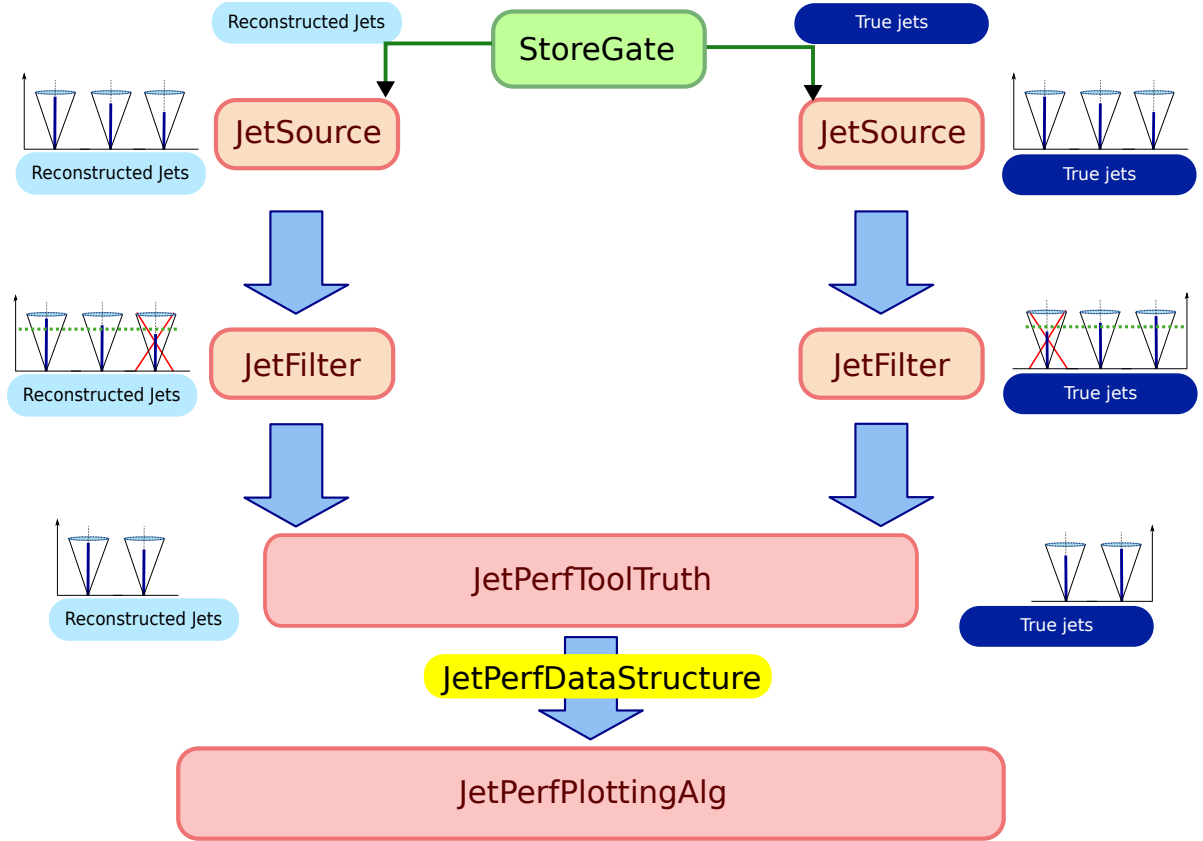 Reconstructed Jets
StoreGate
True jets
JetSource
JetSource
Reconstructed Jets
True jets
JetFilter
JetFilter
Reconstructed Jets
True jets
JetPerfToolTruth
Reconstructed Jets
True jets
JetPerfDataStructure
JetPerfPlottingAlg